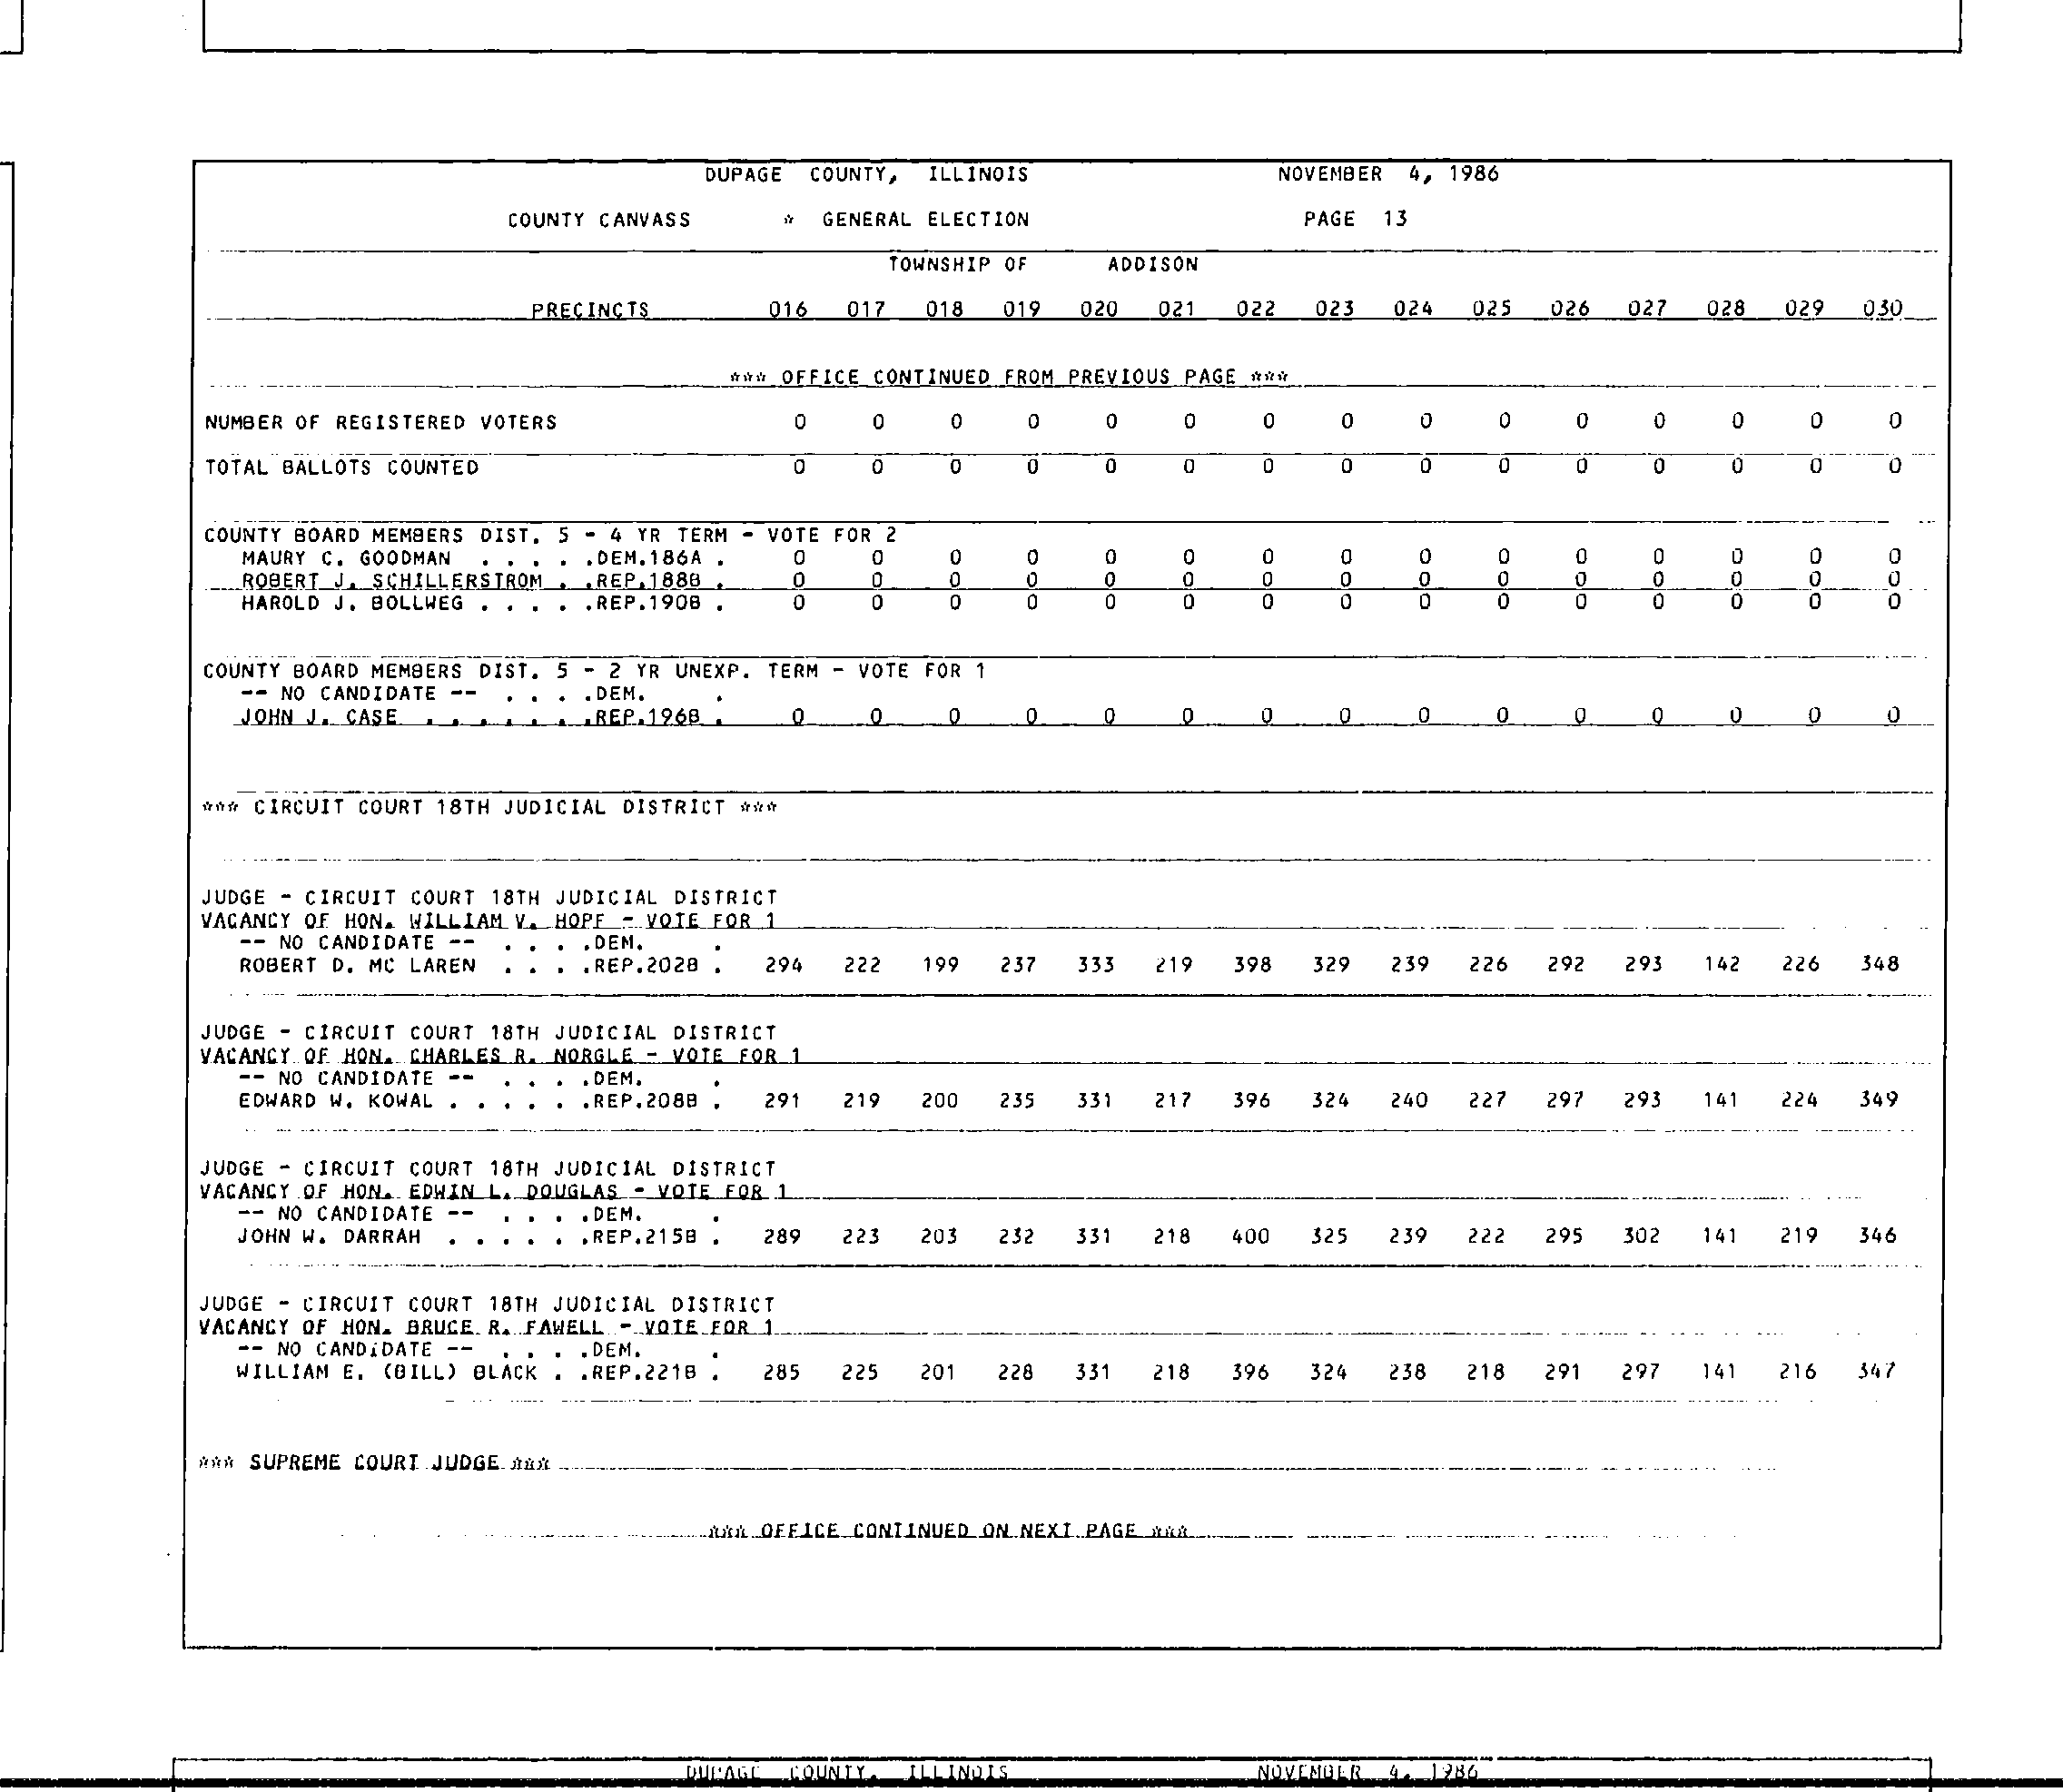 DUPAGE COUNTY, ILLINOIS NOVEMBER 4, 1986
COUNTY CANVASS * GENERAL ELECTION PAGE 13
TOWNSHIP OF ADDISON
PRECINCTS 016 017 018 019 020 021 022 023 024 025 026 027 028 029 030
*** OFFICE CONTINUED FROM PREVIOUS PAGE ***
NUMBER OF REGISTERED VOTERS 0 0 0 0 0 0 0 0 0 0 0 0 0 0 0
TOTAL BALLOTS COUNTED 0 0 0 0 0 0 0 0 0 0 0 0 0 0 0
COUNTY BOARD MEMBERS DIST. 5 - 4 YR TERM - VOTE FOR 2
MAURY C. GOODMAN . . . . .DEM.186A . 0 0 0 0 0 0 0 0 0 0 0 0 0 0 0
ROBERT J. SCHILLERSTROM . .REP.188B . 0 0 0 0 0 0 0 0 0 0 0 0 0 0 0
HAROLD J. BOLLWEG . . . . .REP.190B . 0 0 0 0 0 0 0 0 0 0 0 0 0 0 0
COUNTY BOARD MEMBERS DIST. 5 - 2 YR UNEXP. TERM - VOTE FOR 1
-- NO CANDIDATE -- . . . .DEM. .
JOHN J. CASE . . . . . . .REP.196B . 0 0 0 0 0 0 0 0 0 0 0 0 0 0 0
*** CIRCUIT COURT 18TH JUDICIAL DISTRICT ***
JUDGE - CIRCUIT COURT 18TH JUDICIAL DISTRICT
VACANCY OF HON. WILLIAM V. HOPF - VOTE FOR 1
-- NO CANDIDATE -- . . . .DEM. .
ROBERT D. MC LAREN . . . .REP.202B . 294 222 199 237 333 219 398 329 239 226 292 293 142 226 348
JUDGE - CIRCUIT COURT 18TH JUDICIAL DISTRICT
VACANCY OF HON. CHARLES R. NORGLE - VOTE FOR 1
-- NO CANDIDATE -- . . . .DEM. .
EDWARD W. KOWAL . . . . . .REP.208B . 291 219 200 235 331 217 396 324 240 227 297 293 141 224 349
JUDGE - CIRCUIT COURT 18TH JUDICIAL DISTRICT
VACANCY OF HON. EDWIN L. DOUGLAS - VOTE FOR 1
-- NO CANDIDATE -- . . . .DEM. .
JOHN W. DARRAH . . . . . .REP.215B . 289 223 203 232 331 218 400 325 239 222 295 302 141 219 346
JUDGE - CIRCUIT COURT 18TH JUDICIAL DISTRICT
VACANCY OF HON. BRUCE R. FAWELL - VOTE FOR 1
-- NO CANDIDATE -- . . . .DEM. .
WILLIAM E. (BILL) BLACK . .REP.221B . 285 225 201 228 331 218 396 324 238 218 291 297 141 216 347
*** SUPREME COURT JUDGE ***
*** OFFICE CONTINUED ON NEXT PAGE ***
DUPAGE COUNTY, ILLINOIS NOVEMBER 4, 1986